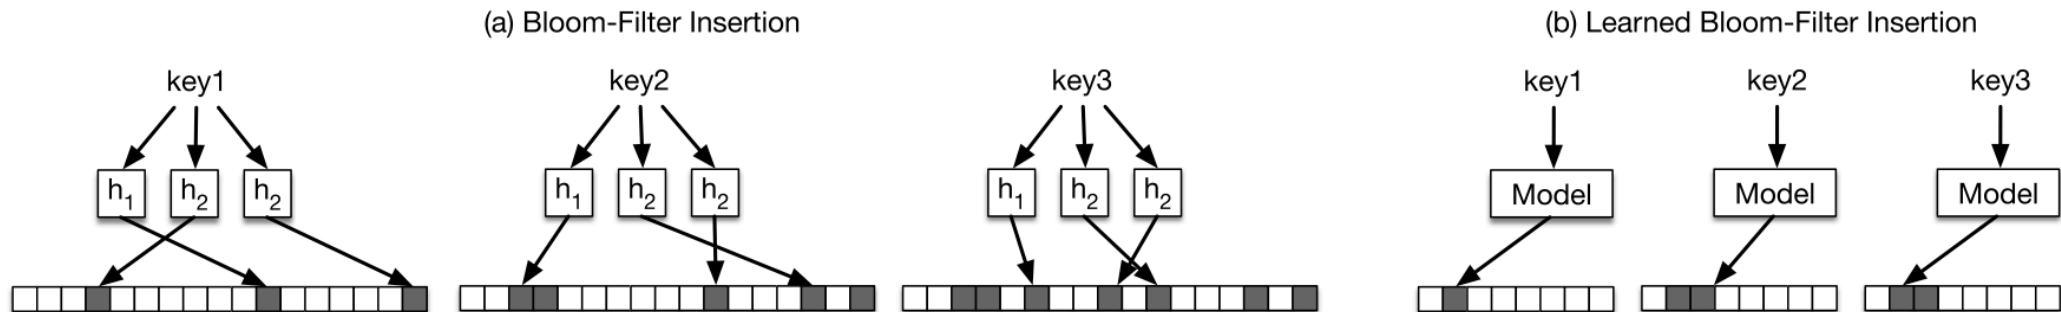 (a) Bloom-Filter Insertion (b) Learned Bloom-Filter Insertion
key1 key2 key3 key1 key2 key3
h1 h2 h2 h1 h2 h2 h1 h2 h2 Model Model Model